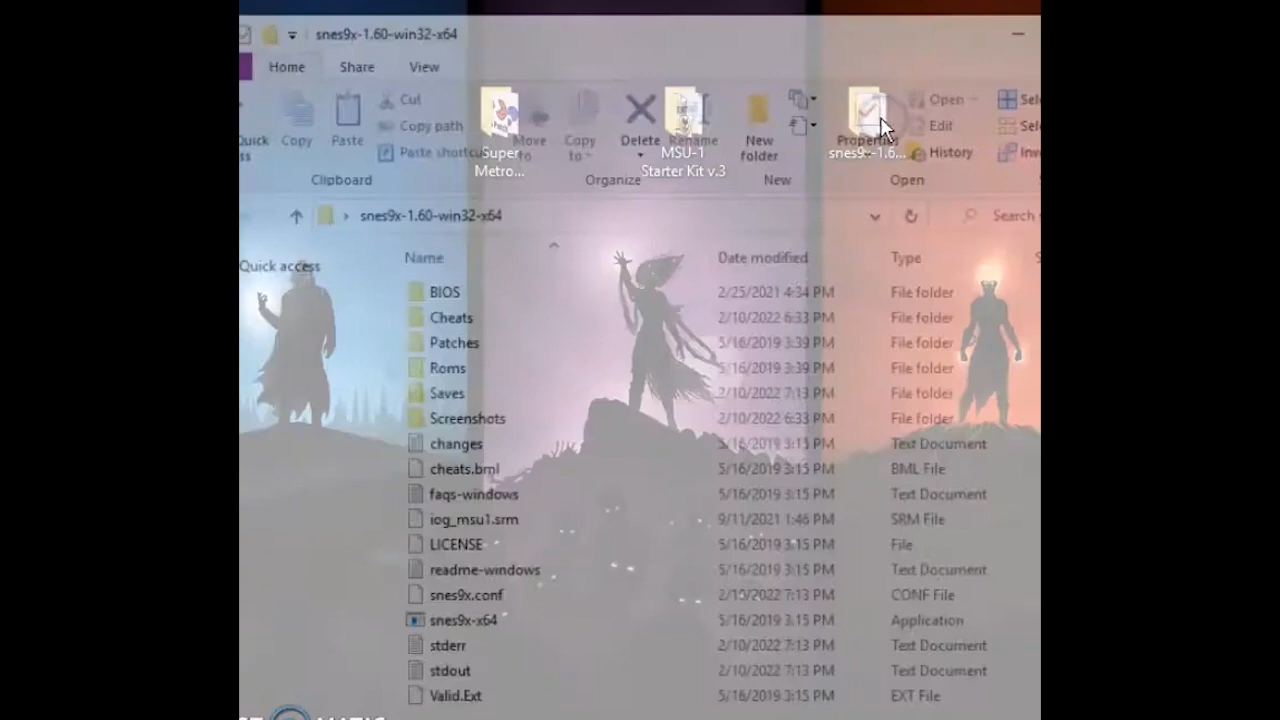 snes9x-1.60-win32-x64
Home Share View
Cut
Copy path
Paste shortcu
Quick
ss
Copy
Paste
Move
to
Copy
to
Delete
Rename
New
folder
Properties
Open
Edit
History
Sel
Sel
Inv
Super
Metro...
MSU-1
Starter Kit v.3
snes9x-1.6...
Clipboard Organize New Open
snes9x-1.60-win32-x64 Search
Quick access
Name Date modified Type
BIOS 2/25/2021 4:34 PM File folder
Cheats 2/10/2022 6:33 PM File folder
Patches 5/16/2019 3:39 PM File folder
Roms 5/16/2019 3:39 PM File folder
Saves 2/10/2022 7:13 PM File folder
Screenshots 2/10/2022 6:33 PM File folder
changes 5/16/2019 3:15 PM Text Document
cheats.bml 5/16/2019 3:15 PM BML File
faqs-windows 5/16/2019 3:15 PM Text Document
iog_msu1.srm 9/11/2021 1:46 PM SRM File
LICENSE 5/16/2019 3:15 PM File
readme-windows 5/16/2019 3:15 PM Text Document
snes9x.conf 2/10/2022 7:13 PM CONF File
snes9x-x64 5/16/2019 3:15 PM Application
stderr 2/10/2022 7:13 PM Text Document
stdout 2/10/2022 7:13 PM Text Document
Valid.Ext 5/16/2019 3:15 PM EXT File